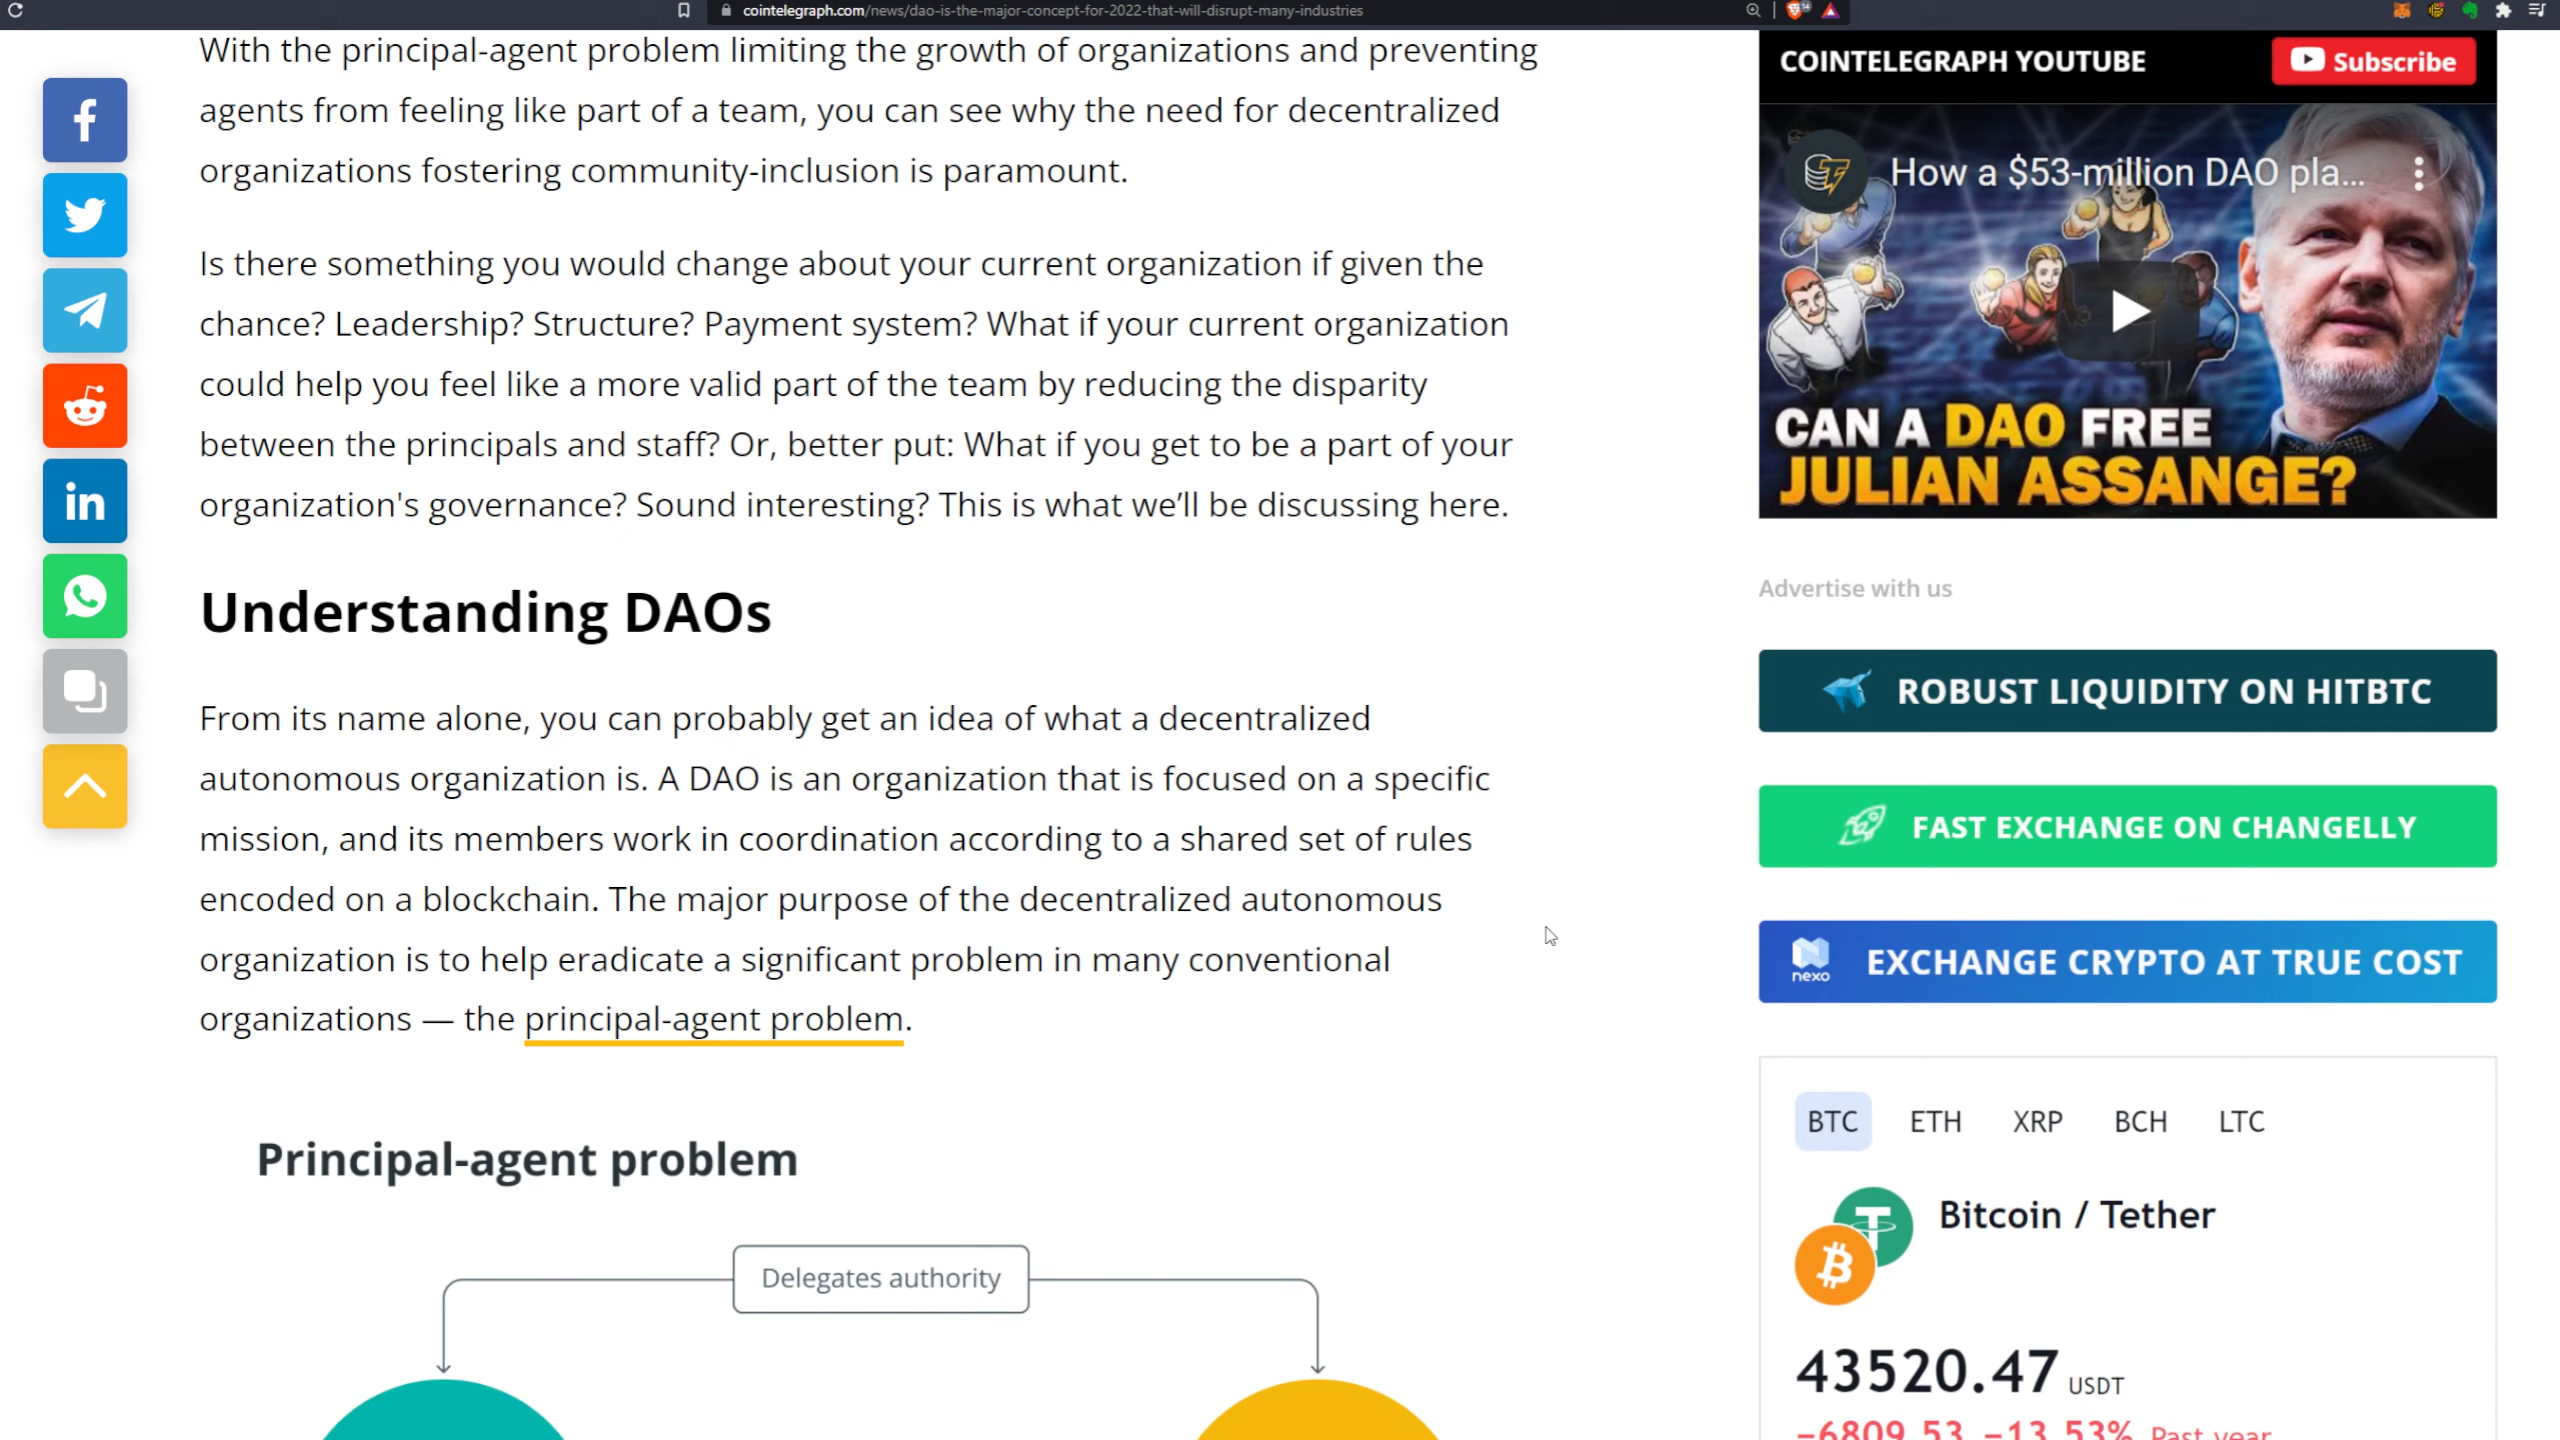 cointelegraph.com/news/dao-is-the-major-concept-for-2022-that-will-disrupt-many-industries
With the principal-agent problem limiting the growth of organizations and preventing
agents from feeling like part of a team, you can see why the need for decentralized
organizations fostering community-inclusion is paramount.
Is there something you would change about your current organization if given the
chance? Leadership? Structure? Payment system? What if your current organization
could help you feel like a more valid part of the team by reducing the disparity
between the principals and staff? Or, better put: What if you get to be a part of your
organization's governance? Sound interesting? This is what we’ll be discussing here.
Understanding DAOs
From its name alone, you can probably get an idea of what a decentralized
autonomous organization is. A DAO is an organization that is focused on a specific
mission, and its members work in coordination according to a shared set of rules
encoded on a blockchain. The major purpose of the decentralized autonomous
organization is to help eradicate a significant problem in many conventional
organizations — the principal-agent problem.
Principal-agent problem
Delegates authority
COINTELEGRAPH YOUTUBE
Subscribe
How a $53-million DAO pla...
CAN A DAO FREE
JULIAN ASSANGE?
Advertise with us
ROBUST LIQUIDITY ON HITBTC
FAST EXCHANGE ON CHANGELLY
nexo EXCHANGE CRYPTO AT TRUE COST
BTC ETH XRP BCH LTC
Bitcoin / Tether
43520.47 USDT
−6809.53 −13.53% Past year